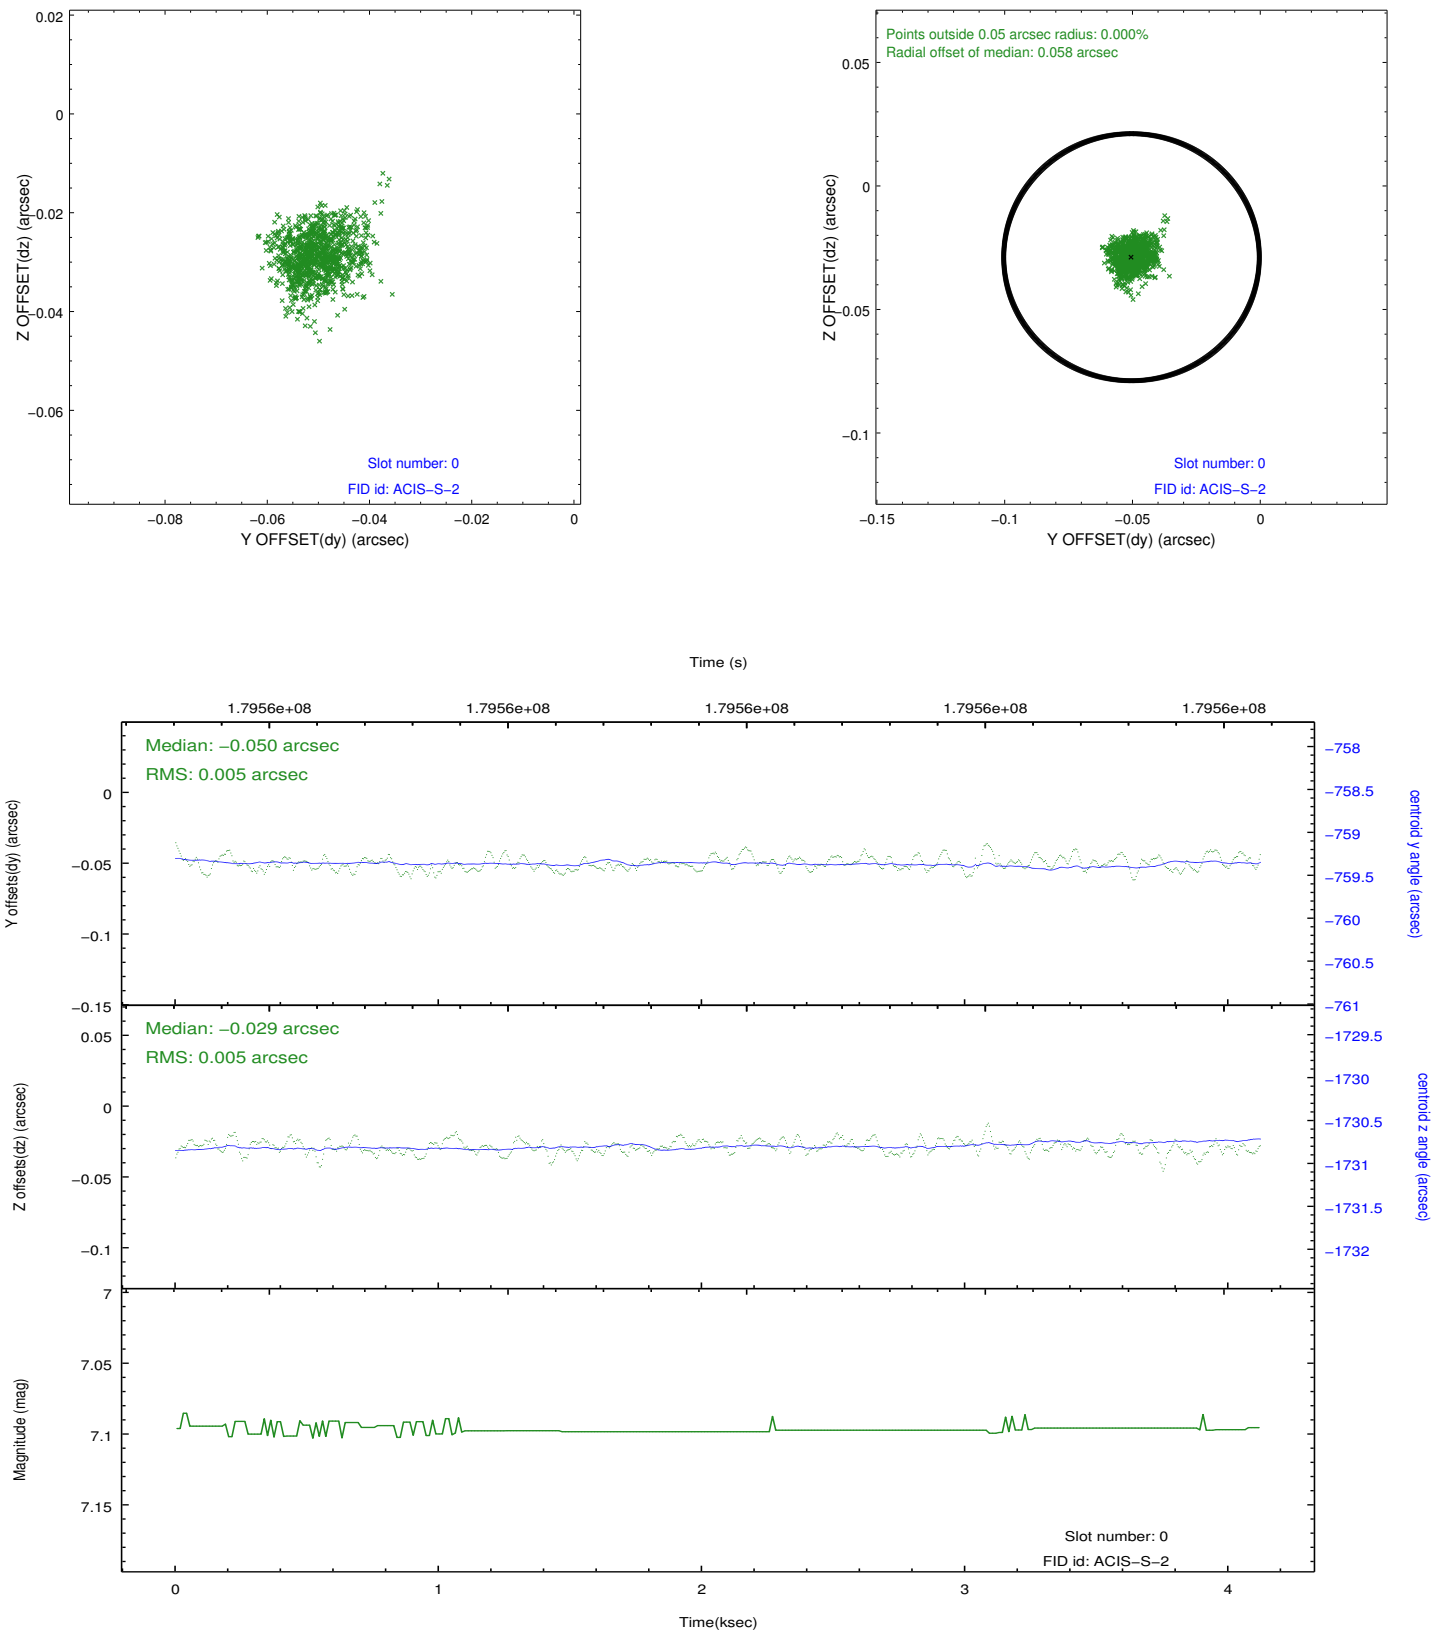 0.02
0
−0.02
−0.04
−0.06
Z OFFSET(dz) (arcsec)
Slot number: 0
FID id: ACIS−S−2
−0.08
−0.06
−0.04
−0.02
0
Y OFFSET(dy) (arcsec)
Points outside 0.05 arcsec radius: 0.000%
Radial offset of median: 0.058 arcsec
0.05
0
−0.05
−0.1
Z OFFSET(dz) (arcsec)
Slot number: 0
FID id: ACIS−S−2
−0.15
−0.1
−0.05
0
Y OFFSET(dy) (arcsec)
Time (s)
1.7956e+08
1.7956e+08
1.7956e+08
1.7956e+08
1.7956e+08
Median: −0.050 arcsec
RMS: 0.005 arcsec
0
−0.05
−0.1
−0.15
Y offsets(dy) (arcsec)
−758
−758.5
−759
−759.5
−760
−760.5
−761
centroid y angle (arcsec)
Median: −0.029 arcsec
RMS: 0.005 arcsec
0.05
0
−0.05
−0.1
Z offsets(dz) (arcsec)
−1729.5
−1730
−1730.5
−1731
−1731.5
−1732
centroid z angle (arcsec)
7
7.05
7.1
7.15
Magnitude (mag)
Slot number: 0
FID id: ACIS−S−2
0
1
2
3
4
Time(ksec)